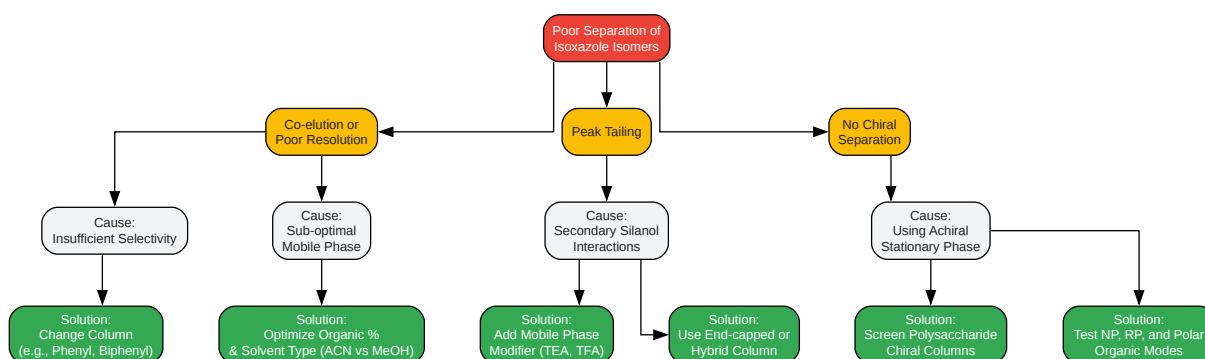 Poor Separation of
Isoxazole Isomers
Co-elution or
Poor Resolution
Peak Tailing
No Chiral
Separation
Cause:
Insufficient Selectivity
Cause:
Sub-optimal
Mobile Phase
Cause:
Secondary Silanol
Interactions
Cause:
Using Achiral
Stationary Phase
Solution:
Change Column
(e.g., Phenyl, Biphenyl)
Solution:
Optimize Organic %
& Solvent Type (ACN vs MeOH)
Solution:
Add Mobile Phase
Modifier (TEA, TFA)
Solution:
Use End-capped or
Hybrid Column
Solution:
Screen Polysaccharide
Chiral Columns
Solution:
Test NP, RP, and Polar
Organic Modes